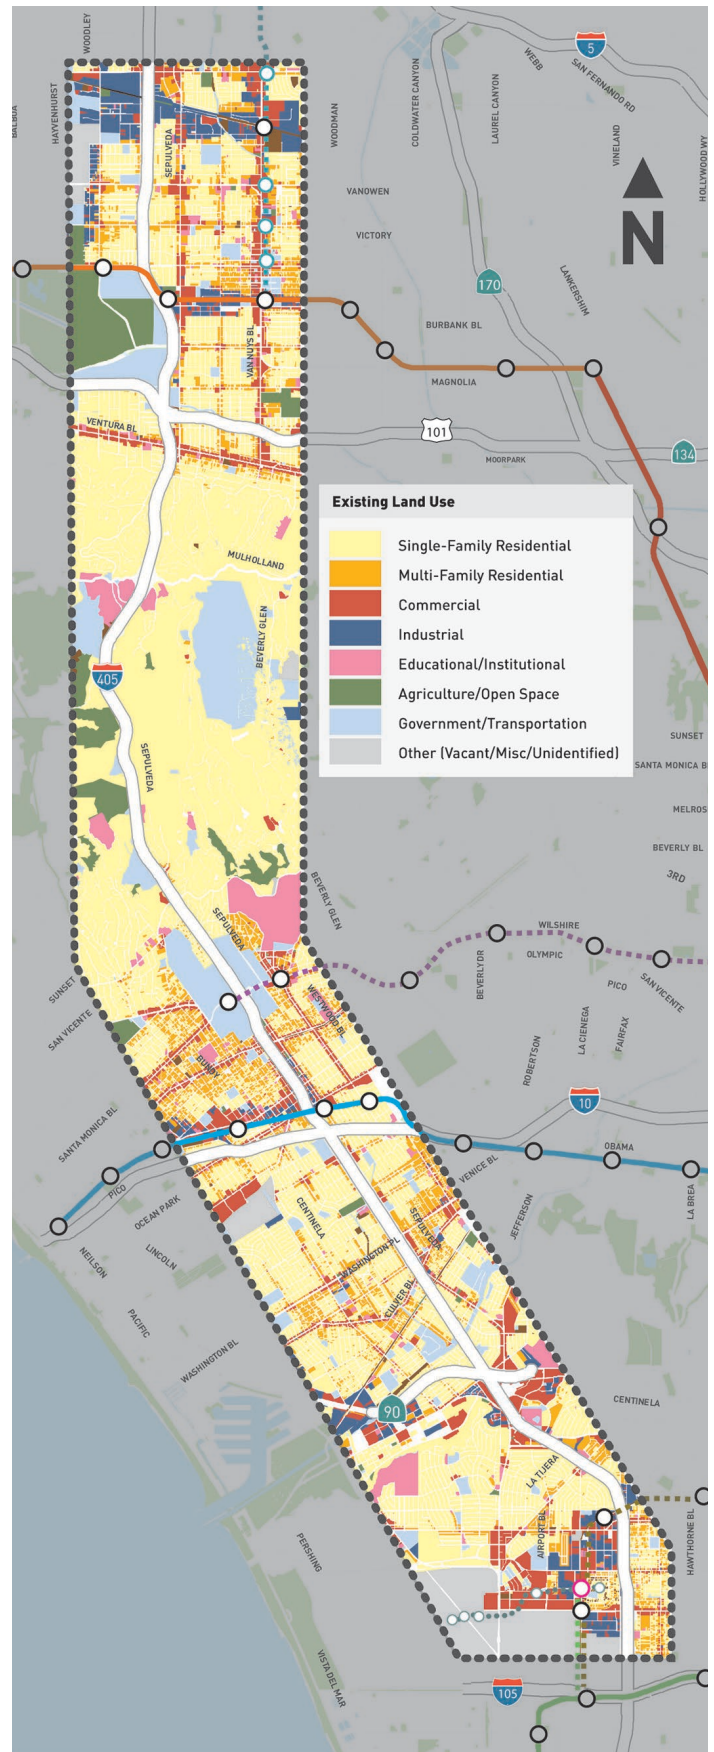 WOODLEY
5
WEBB
SAN FERNANDO RD
BALBOA
HAYVENHURST
SEPULVEDA
WOODMAN
COLDWATER CANYON
LAUREL CANYON
VINELAND
HOLLYWOOD WY
VANOWEN
N
VICTORY
170
LANKERSHIM
BURBANK BL
VAN NUYS BL
MAGNOLIA
VENTURA BL
101
134
MOORPARK
Existing Land Use
Single-Family Residential
Multi-Family Residential
Commercial
Industrial
Educational/Institutional
Agriculture/Open Space
Government/Transportation
Other (Vacant/Misc/Unidentified)
MULHOLLAND
BEVERLY GLEN
405
SEPULVEDA
SUNSET
SANTA MONICA B
MELROS
BEVERLY BL
3RD
BEVERLY GLEN
SEPULVEDA
WILSHIRE
OLYMPIC
BEVERLY DR
PICO
SAN VICENTE
SUNSET
SAN VICENTE
WESTWOOD BL
BUNDY
ROBERTSON
LA CIENEGA
FAIRFAX
10
SANTA MONICA BL
OBAMA
PICO
VENICE BL
LA BREA
OCEAN PARK
CENTINELA
SEPULVEDA
JEFFERSON
NEILSON
LINCOLN
WASHINGTON PL
PACIFIC
CULVER BL
WASHINGTON BL
90
CENTINELA
LA TIJERA
AIRPORT BL
HAWTHORNE BL
PERSHING
VISTA DEL MAR
105